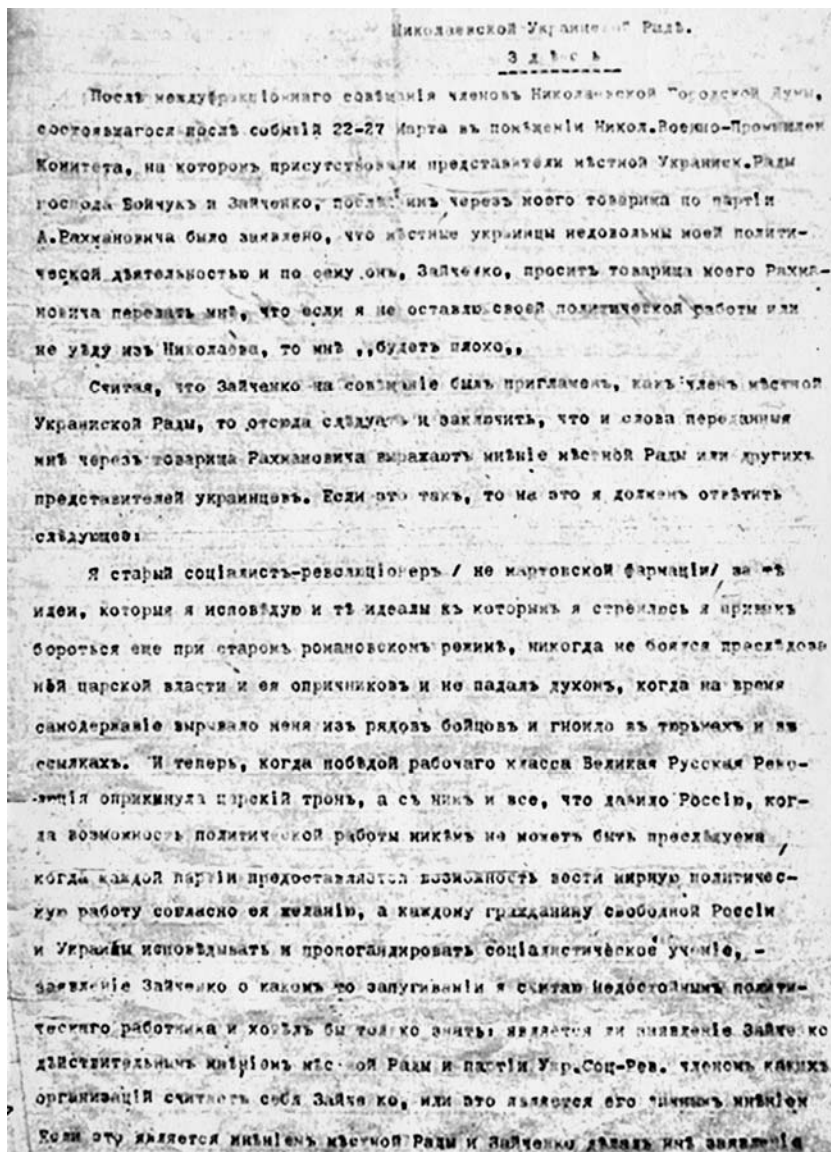 Николаевской Украинской Радѣ.
Здѣсь
Послѣ междуфракціоннаго совѣщанія членовъ Николаевской Городской Думы,
состоявшагося послѣ событій 22-27 Марта въ помѣщеніи Никол.Военно-Промышлен
Комитета, на которомъ присутствовали представители мѣстной Украинск.Рады
господа Бойчукъ и Зайченко, послѣднимъ черезъ моего товарища по партіи
А.Рахмановича было заявлено, что мѣстные украинцы недовольны моей полити-
ческой дѣятельностью и по сему онъ, Зайченко, проситъ товарища моего Рахма-
новича передать мнѣ, что если я не оставлю своей политической работы или
не уѣду изъ Николаева, то мнѣ ,,будетъ плохо,,
Считая, что Зайченко на совѣщаніе былъ приглашенъ, какъ членъ мѣстной
Украинской Рады, то отсюда слѣдуетъ и заключить, что и слова переданныя
мнѣ черезъ товарища Рахмановича выражаютъ мнѣніе мѣстной Рады или другихъ
представителей украинцевъ. Если это такъ, то на это я долженъ отвѣтить
слѣдующее:
Я старый соціалистъ-революціонеръ / не мартовской фармаціи/ за тѣ
идеи, которыя я исповѣдую и тѣ идеалы къ которымъ я стремлюсь я привыкъ
бороться еще при старомъ романовскомъ режимѣ, никогда не боятся преслѣдова
ній царской власти и ея опричниковъ и не падалъ духомъ, когда на время
самодержавіе вырывало меня изъ рядовъ бойцовъ и гноило въ тюрьмахъ и въ
ссылкахъ. И теперь, когда побѣдой рабочаго класса Великая Русская Рево-
люція оприкинула царскій тронъ, а съ нимъ и все, что давило Россію, ког-
да возможность политической работы никѣмъ не можетъ быть преслѣдуема ,
когда каждой партіи предоставляется возможность вести мирную политичес-
кую работу согласно ея желанію, а каждому гражданину свободной Россіи
и Украины исповѣдывать и пропогандировать соціалистическое ученіе, -
заявленіе Зайченко о какомъ то запугиваніи я считаю недостойнымъ полити-
ческаго работника и хотѣлъ бы только знать: является ли заявленіе Зайченко
дѣйствительнымъ мнѣніомъ мѣстной Рады и партіи Укр.Соц-Рев. членомъ какихъ
организацій считаетъ себя Зайченко, или это является его личнымъ мнѣніем
Если это является мнѣніемъ мѣстной Рады и Зайченко дѣлалъ мнѣ заявленія